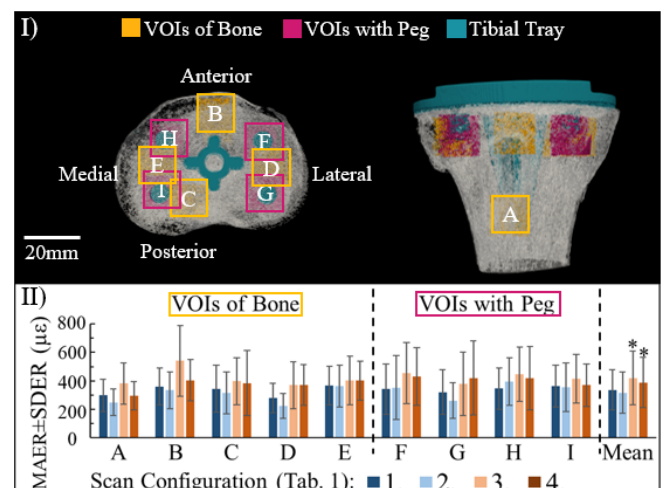 I)
VOIs of Bone VOIs with Peg Tibial Tray
Anterior
B
H F
E D
Medial Lateral
I C G
A
20mm
Posterior
II)
VOIs of Bone VOIs with Peg
MAER±SDER (με)
800
600
400
200
0
* *
A B C D E F G H I Mean
Scan Configuration (Tab. 1): 1 2 3 4